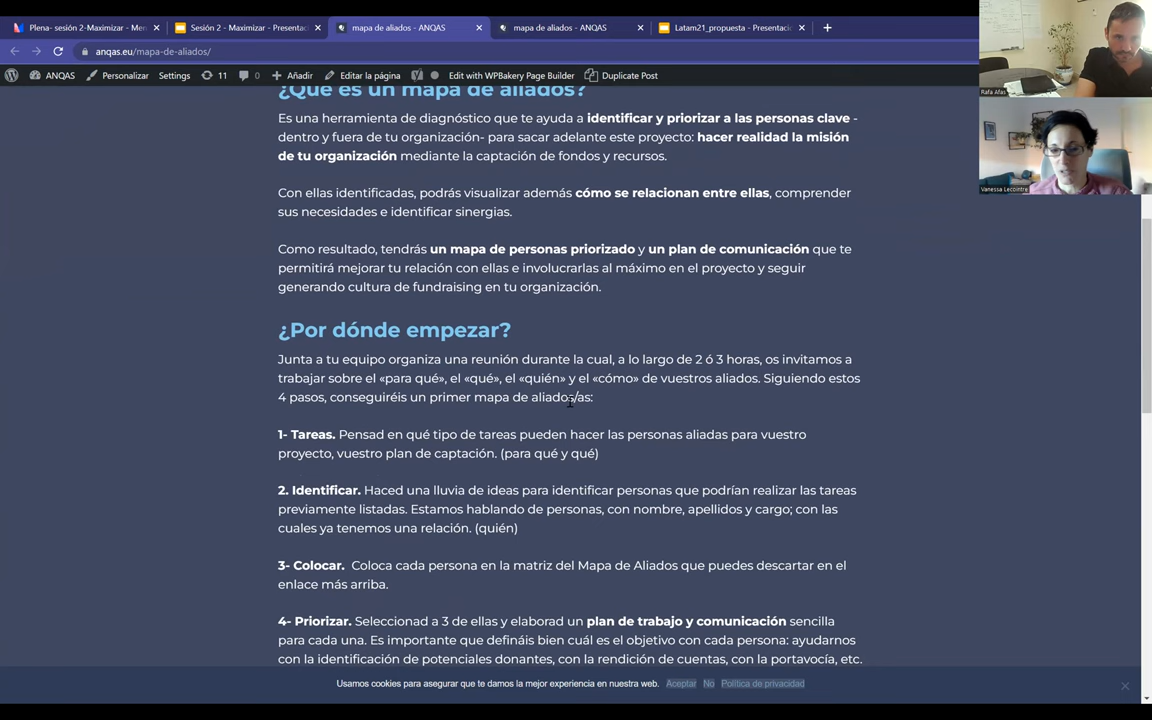 Plena- sesión 2-Maximizar - Men
Sesión 2 - Maximizar - Presentac
mapa de aliados - ANQAS
mapa de aliados - ANQAS
Latam21_propuesta - Presentacio
anqas.eu/mapa-de-aliados/
ANQAS
Personalizar
Settings
11
0
Añadir
Editar la página
Edit with WPBakery Page Builder
Duplicate Post
Rafa Afás
Vanessa Lecointre
¿Qué es un mapa de aliados?
Es una herramienta de diagnóstico que te ayuda a identificar y priorizar a las personas clave -
dentro y fuera de tu organización- para sacar adelante este proyecto: hacer realidad la misión
de tu organización mediante la captación de fondos y recursos.
Con ellas identificadas, podrás visualizar además cómo se relacionan entre ellas, comprender
sus necesidades e identificar sinergias.
Como resultado, tendrás un mapa de personas priorizado y un plan de comunicación que te
permitirá mejorar tu relación con ellas e involucrarlas al máximo en el proyecto y seguir
generando cultura de fundraising en tu organización.
¿Por dónde empezar?
Junta a tu equipo organiza una reunión durante la cual, a lo largo de 2 ó 3 horas, os invitamos a
trabajar sobre el «para qué», el «qué», el «quién» y el «cómo» de vuestros aliados. Siguiendo estos
4 pasos, conseguiréis un primer mapa de aliados/as:
1- Tareas. Pensad en qué tipo de tareas pueden hacer las personas aliadas para vuestro
proyecto, vuestro plan de captación. (para qué y qué)
2. Identificar. Haced una lluvia de ideas para identificar personas que podrían realizar las tareas
previamente listadas. Estamos hablando de personas, con nombre, apellidos y cargo; con las
cuales ya tenemos una relación. (quién)
3- Colocar. Coloca cada persona en la matriz del Mapa de Aliados que puedes descartar en el
enlace más arriba.
4- Priorizar. Seleccionad a 3 de ellas y elaborad un plan de trabajo y comunicación sencilla
para cada una. Es importante que defináis bien cuál es el objetivo con cada persona: ayudarnos
con la identificación de potenciales donantes, con la rendición de cuentas, con la portavocía, etc.
Usamos cookies para asegurar que te damos la mejor experiencia en nuestra web.
Aceptar
No
Política de privacidad